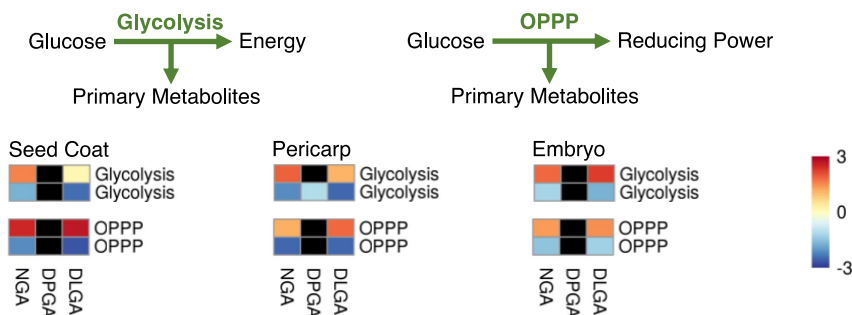 Glycolysis
Glucose Energy
Primary Metabolites
OPPP
Glucose Reducing Power
Primary Metabolites
Seed Coat
Glycolysis
Glycolysis
OPPP
OPPP
NGA DPGA DLGA
Pericarp
Glycolysis
Glycolysis
OPPP
OPPP
NGA DPGA DLGA
Embryo
Glycolysis
Glycolysis
OPPP
OPPP
NGA DPGA DLGA
3
0
-3